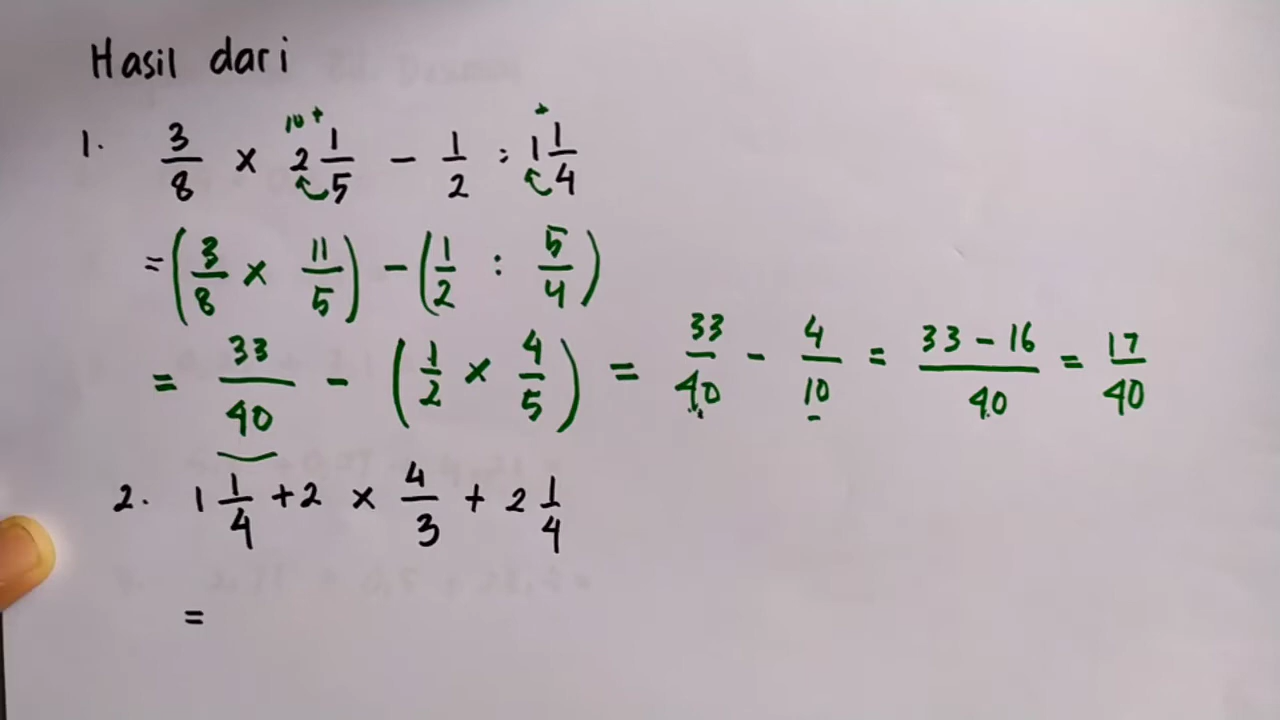 Hasil dari
10 + +
1. 3/8 × 2 1/5 − 1/2 : 1 1/4
= (3/8 × 11/5) − (1/2 : 5/4)
= 33/40 − (1/2 × 4/5) = 33/40 − 4/10 = (33 − 16)/40 = 17/40
2. 1 1/4 + 2 × 4/3 + 2 1/4
=